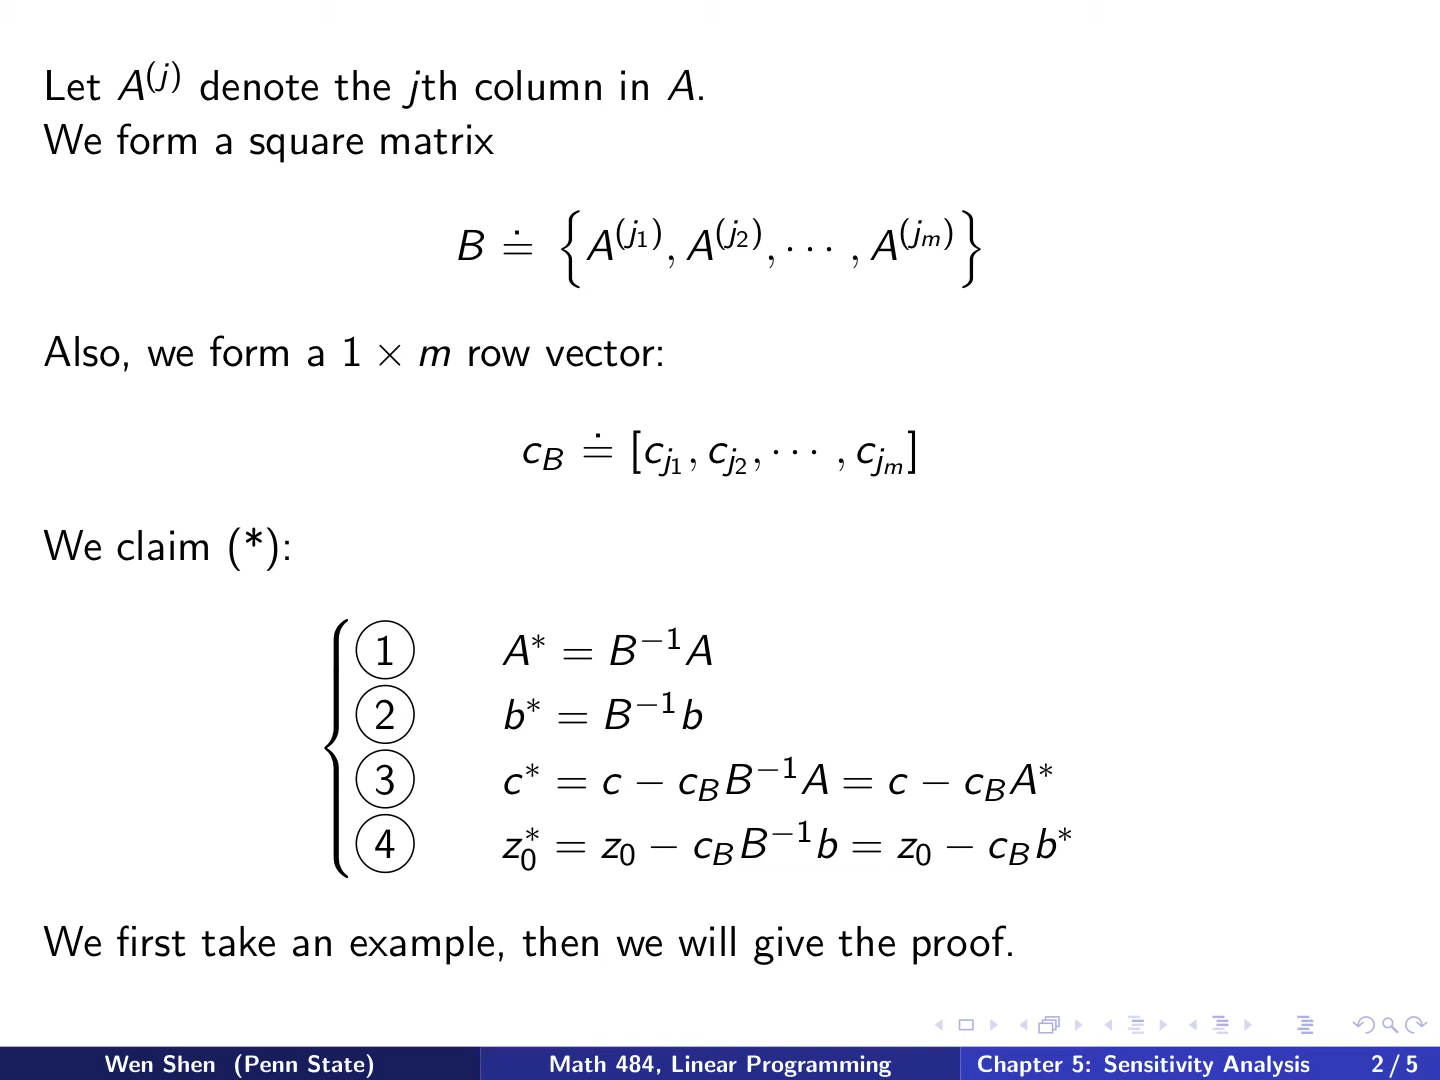 Let A^(j) denote the jth column in A.
We form a square matrix
B ≐ {A^(j₁), A^(j₂), ⋯ , A^(jₘ)}
Also, we form a 1 × m row vector:
c_B ≐ [c_{j₁}, c_{j₂}, ⋯ , c_{jₘ}]
We claim (*):
① A* = B⁻¹A
② b* = B⁻¹b
③ c* = c − c_B B⁻¹A = c − c_B A*
④ z₀* = z₀ − c_B B⁻¹b = z₀ − c_B b*
We first take an example, then we will give the proof.
Wen Shen (Penn State) Math 484, Linear Programming Chapter 5: Sensitivity Analysis 2 / 5